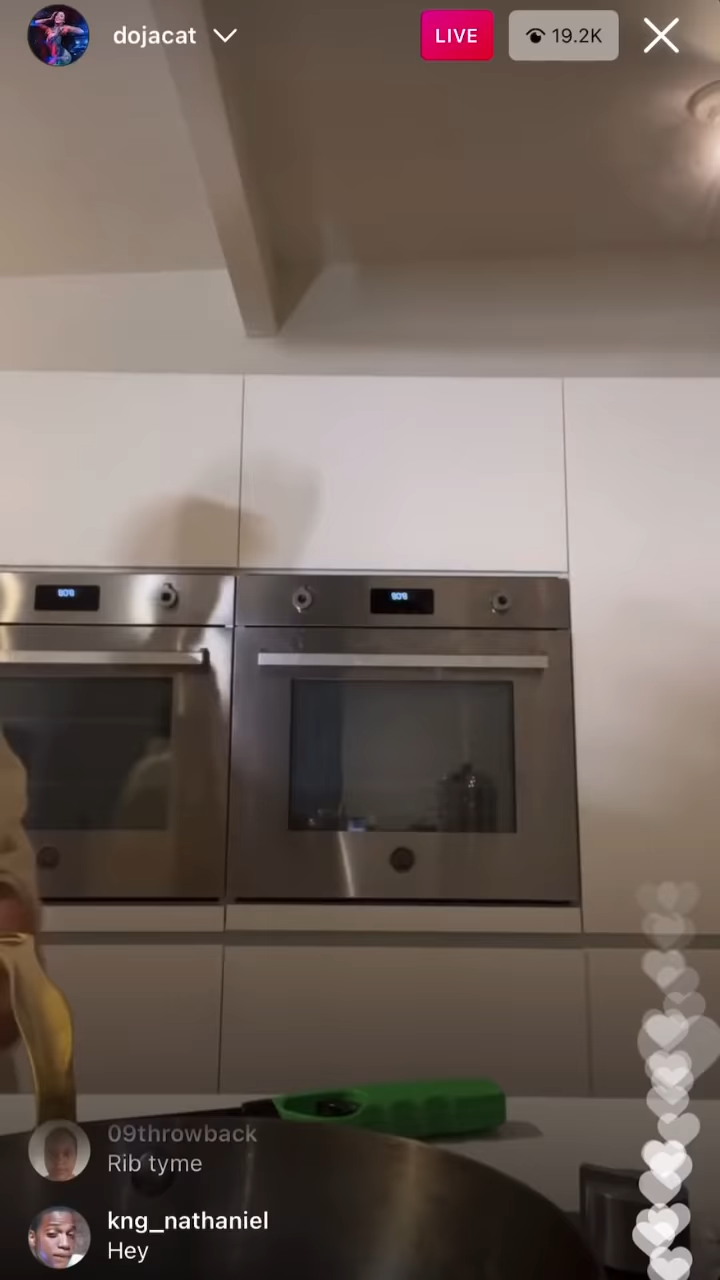 dojacat
LIVE
19.2K
09throwback
Rib tyme
kng_nathaniel
Hey